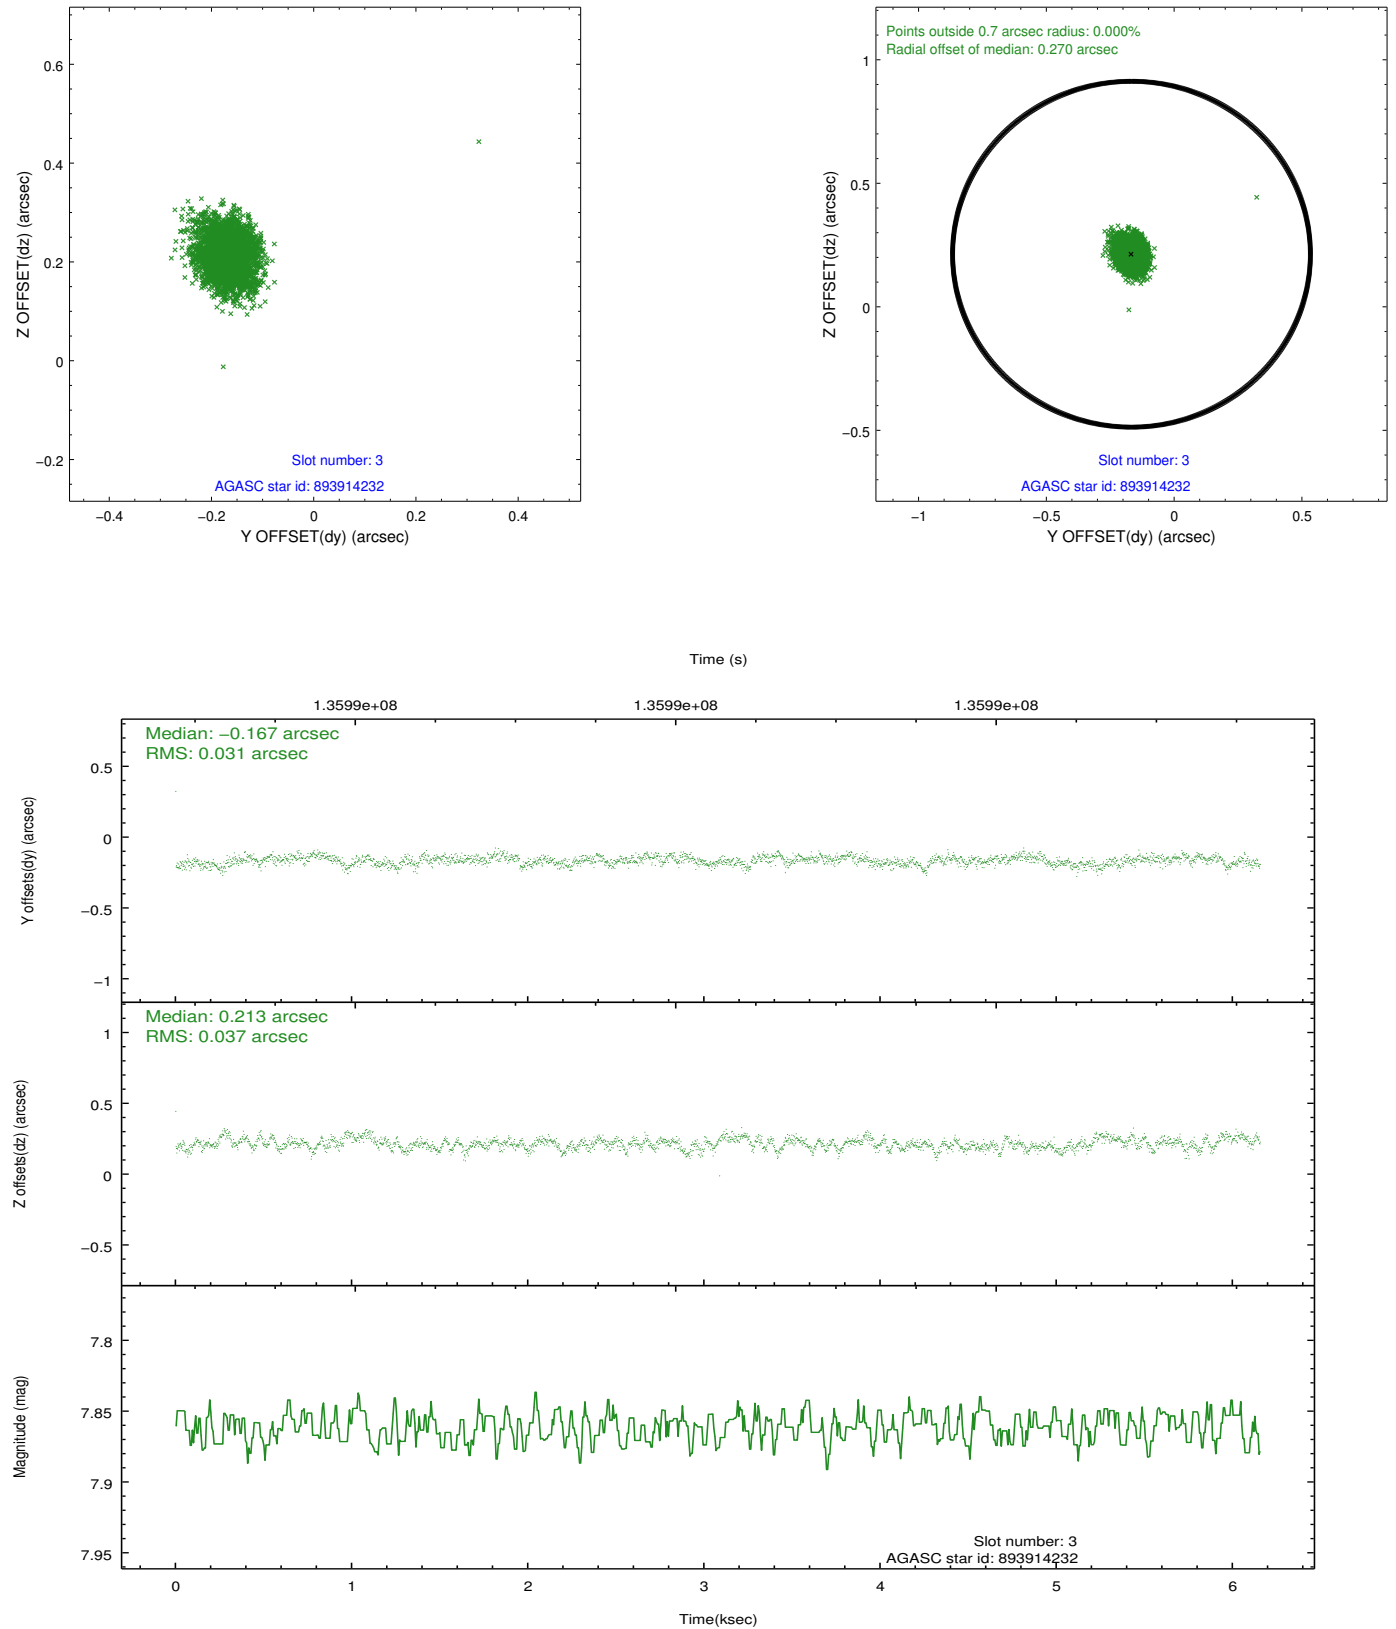 0.6
0.4
0.2
0
−0.2
Z OFFSET(dz) (arcsec)
Slot number: 3
AGASC star id: 893914232
−0.4 −0.2 0 0.2 0.4
Y OFFSET(dy) (arcsec)
Points outside 0.7 arcsec radius: 0.000%
Radial offset of median: 0.270 arcsec
1
0.5
0
−0.5
Z OFFSET(dz) (arcsec)
Slot number: 3
AGASC star id: 893914232
−1 −0.5 0 0.5
Y OFFSET(dy) (arcsec)
Time (s)
1.3599e+08 1.3599e+08 1.3599e+08
Median: −0.167 arcsec
RMS: 0.031 arcsec
0.5
0
−0.5
−1
Y offsets(dy) (arcsec)
Median: 0.213 arcsec
RMS: 0.037 arcsec
1
0.5
0
−0.5
Z offsets(dz) (arcsec)
7.8
7.85
7.9
7.95
Magnitude (mag)
Slot number: 3
AGASC star id: 893914232
0 1 2 3 4 5 6
Time(ksec)